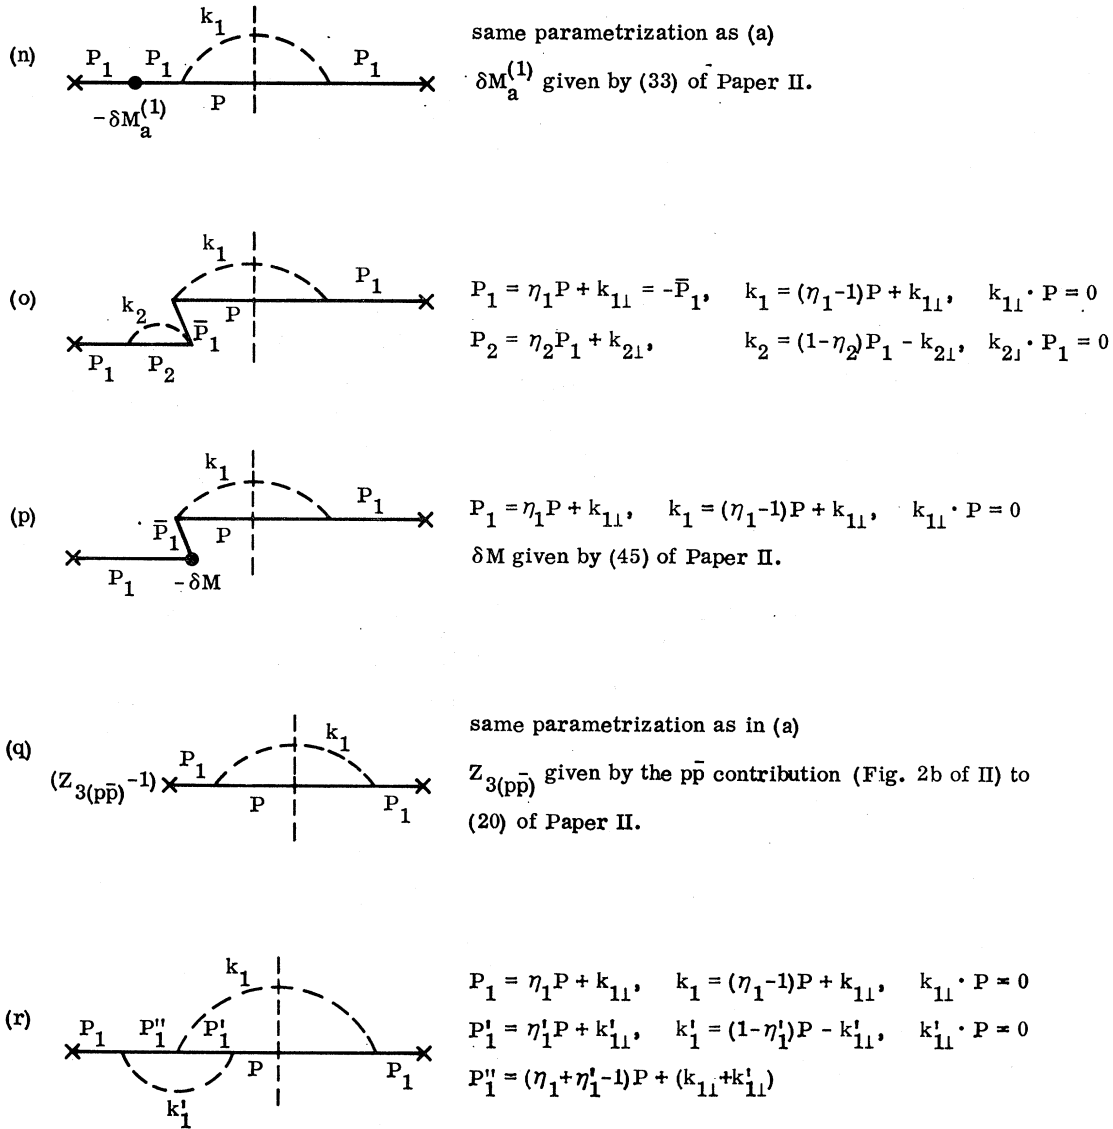 (n)
k₁
P₁ P₁ P₁
P
-δM_a^(1)
same parametrization as (a)
δM_a^(1) given by (33) of Paper II.
(o)
k₁
P₁
P
k₂
P̅₁
P₁ P₂
P₁ = η₁P + k₁⊥ = -P̅₁, k₁ = (η₁-1)P + k₁⊥, k₁⊥ · P = 0
P₂ = η₂P₁ + k₂⊥, k₂ = (1-η₂)P₁ - k₂⊥, k₂⊥ · P₁ = 0
(p)
k₁
P₁
P̅₁ P
P₁ -δM
P₁ = η₁P + k₁⊥, k₁ = (η₁-1)P + k₁⊥, k₁⊥ · P = 0
δM given by (45) of Paper II.
(q)
k₁
P₁
(Z_3(pp̅) -1)
P P₁
same parametrization as in (a)
Z_3(pp̅) given by the pp̅ contribution (Fig. 2b of II) to
(20) of Paper II.
(r)
k₁
P₁ P₁'' P₁'
P P₁
k₁'
P₁ = η₁P + k₁⊥, k₁ = (η₁-1)P + k₁⊥, k₁⊥ · P = 0
P₁' = η₁'P + k₁'⊥, k₁' = (1-η₁')P - k₁'⊥, k₁'⊥ · P = 0
P₁'' = (η₁+η₁'-1)P + (k₁⊥+k₁'⊥)